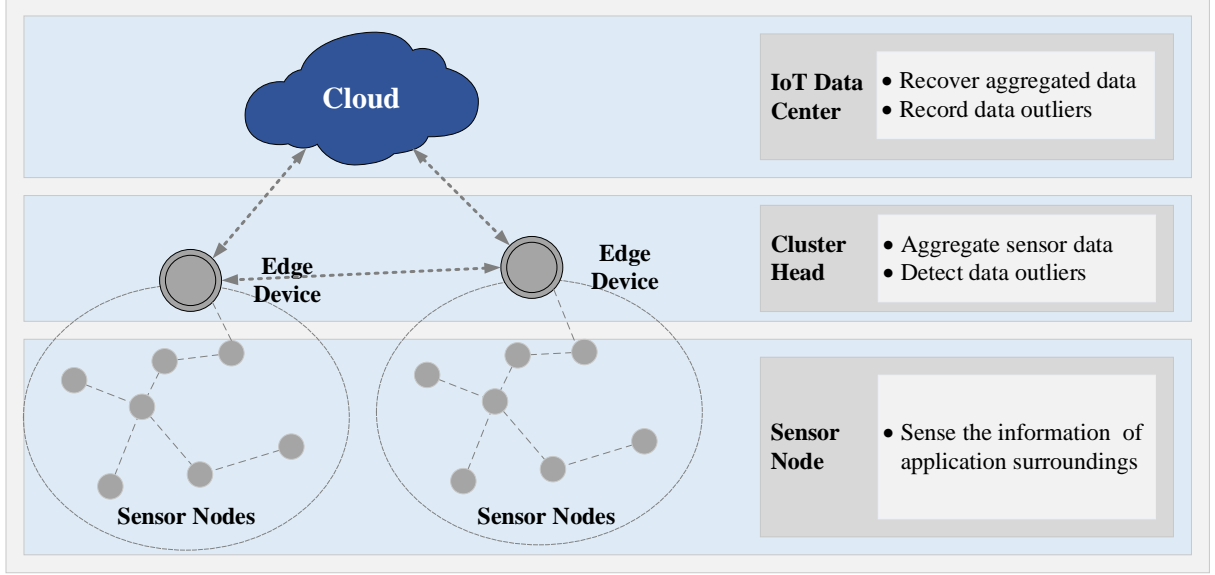 Cloud
IoT Data
Center
• Recover aggregated data
• Record data outliers
Edge
Device
Edge
Device
Cluster
Head
• Aggregate sensor data
• Detect data outliers
Sensor Nodes
Sensor Nodes
Sensor
Node
• Sense the information of
application surroundings